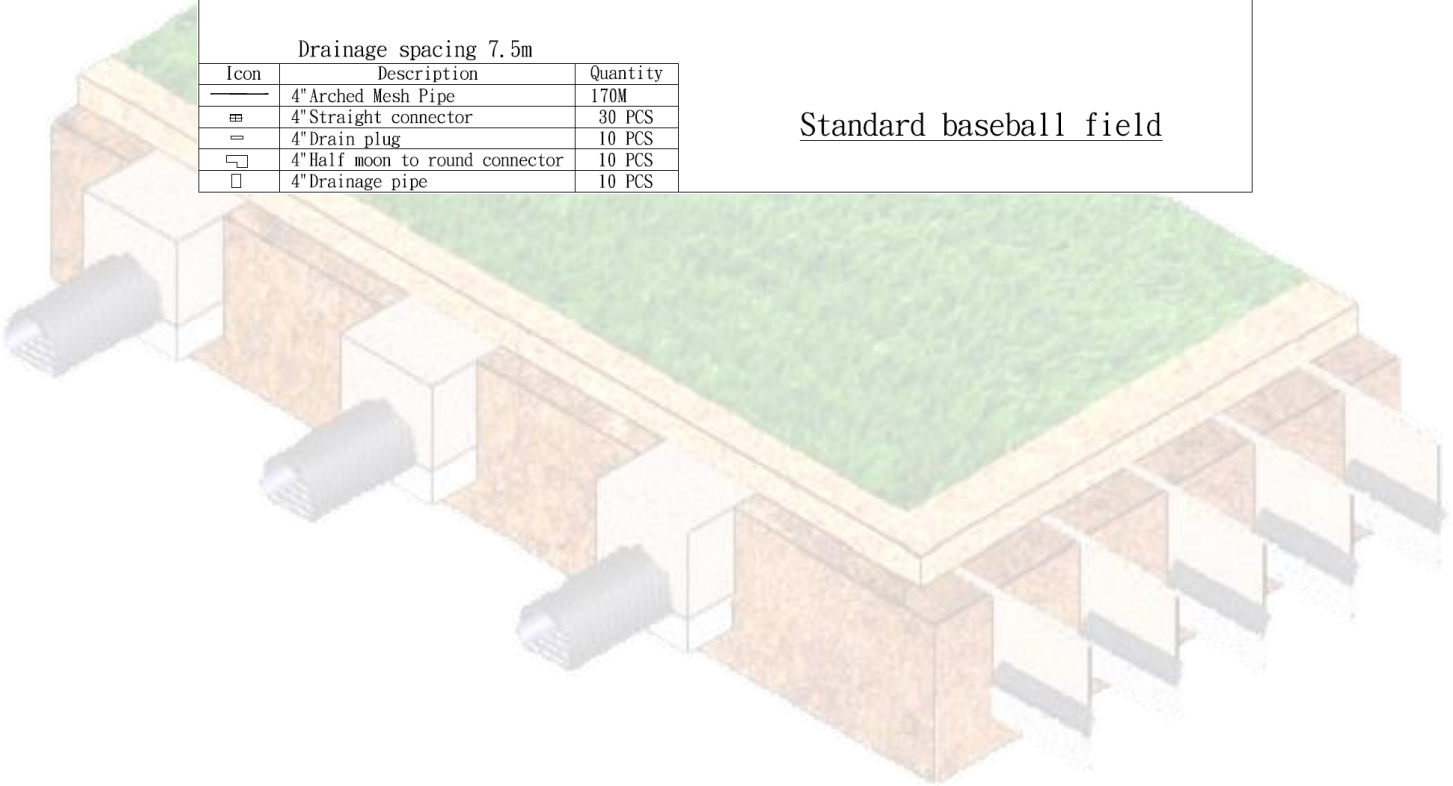 Drainage spacing 7.5m
Icon Description Quantity
4"Arched Mesh Pipe 170M
4"Straight connector 30 PCS
4"Drain plug 10 PCS
4"Half moon to round connector 10 PCS
4"Drainage pipe 10 PCS
Standard baseball field